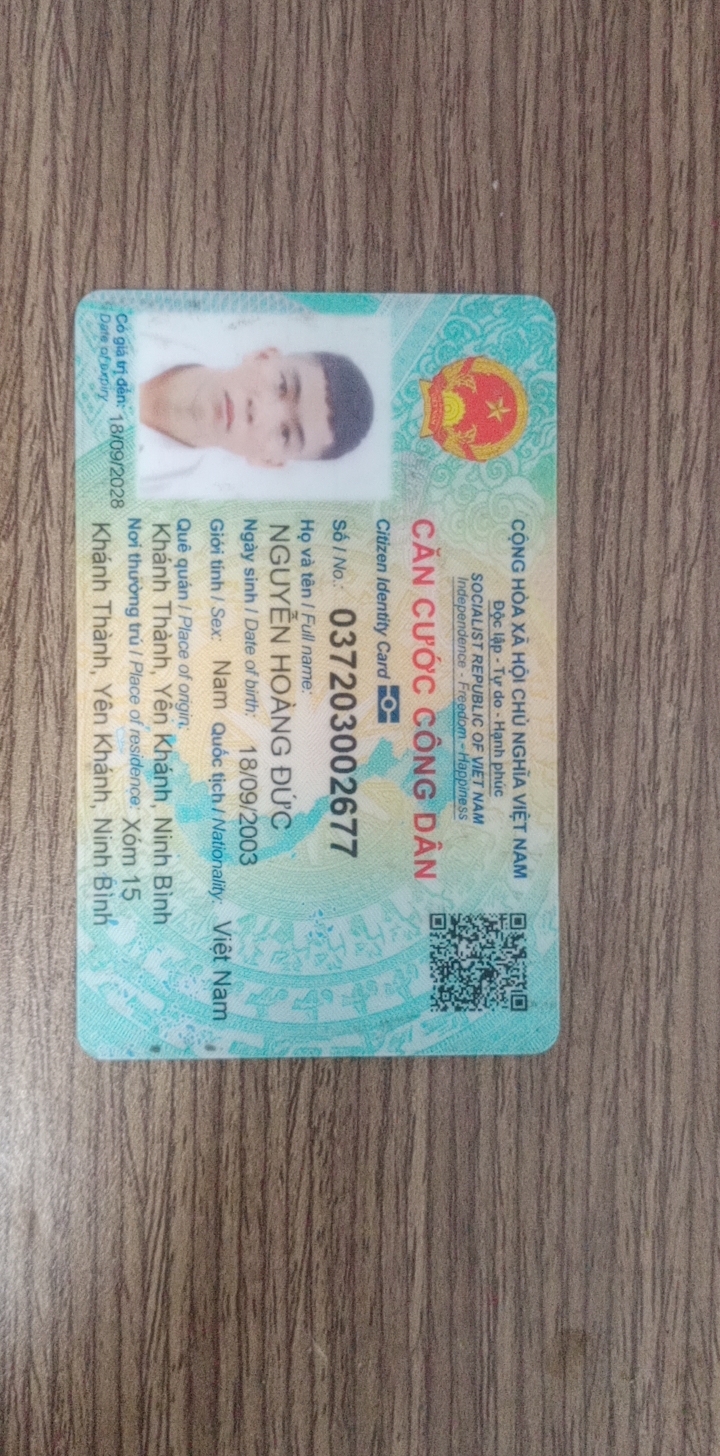 CỘNG HÒA XÃ HỘI CHỦ NGHĨA VIỆT NAM
Độc lập - Tự do - Hạnh phúc
SOCIALIST REPUBLIC OF VIET NAM
Independence - Freedom - Happiness
CĂN CƯỚC CÔNG DÂN
Citizen Identity Card
Số / No.: 037203002677
Họ và tên / Full name:
NGUYỄN HOÀNG ĐỨC
Ngày sinh / Date of birth: 18/09/2003
Giới tính / Sex: Nam Quốc tịch / Nationality: Việt Nam
Quê quán / Place of origin:
Khánh Thành, Yên Khánh, Ninh Bình
Nơi thường trú / Place of residence: Xóm 15
Khánh Thành, Yên Khánh, Ninh Bình
Có giá trị đến: 18/09/2028
Date of expiry